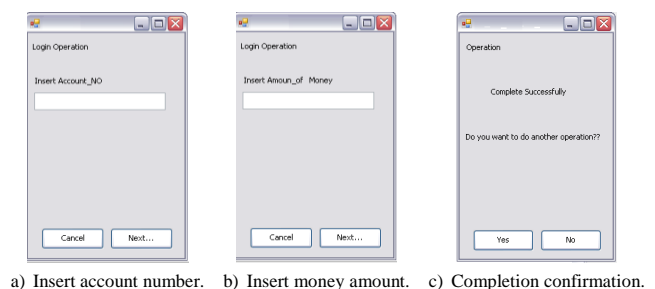 Login Operation
Insert Account_NO
Cancel
Next...
Login Operation
Insert Amoun_of Money
Cancel
Next...
Operation
Complete Successfully
Do you want to do another operation??
Yes
No
a) Insert account number.
b) Insert money amount.
c) Completion confirmation.